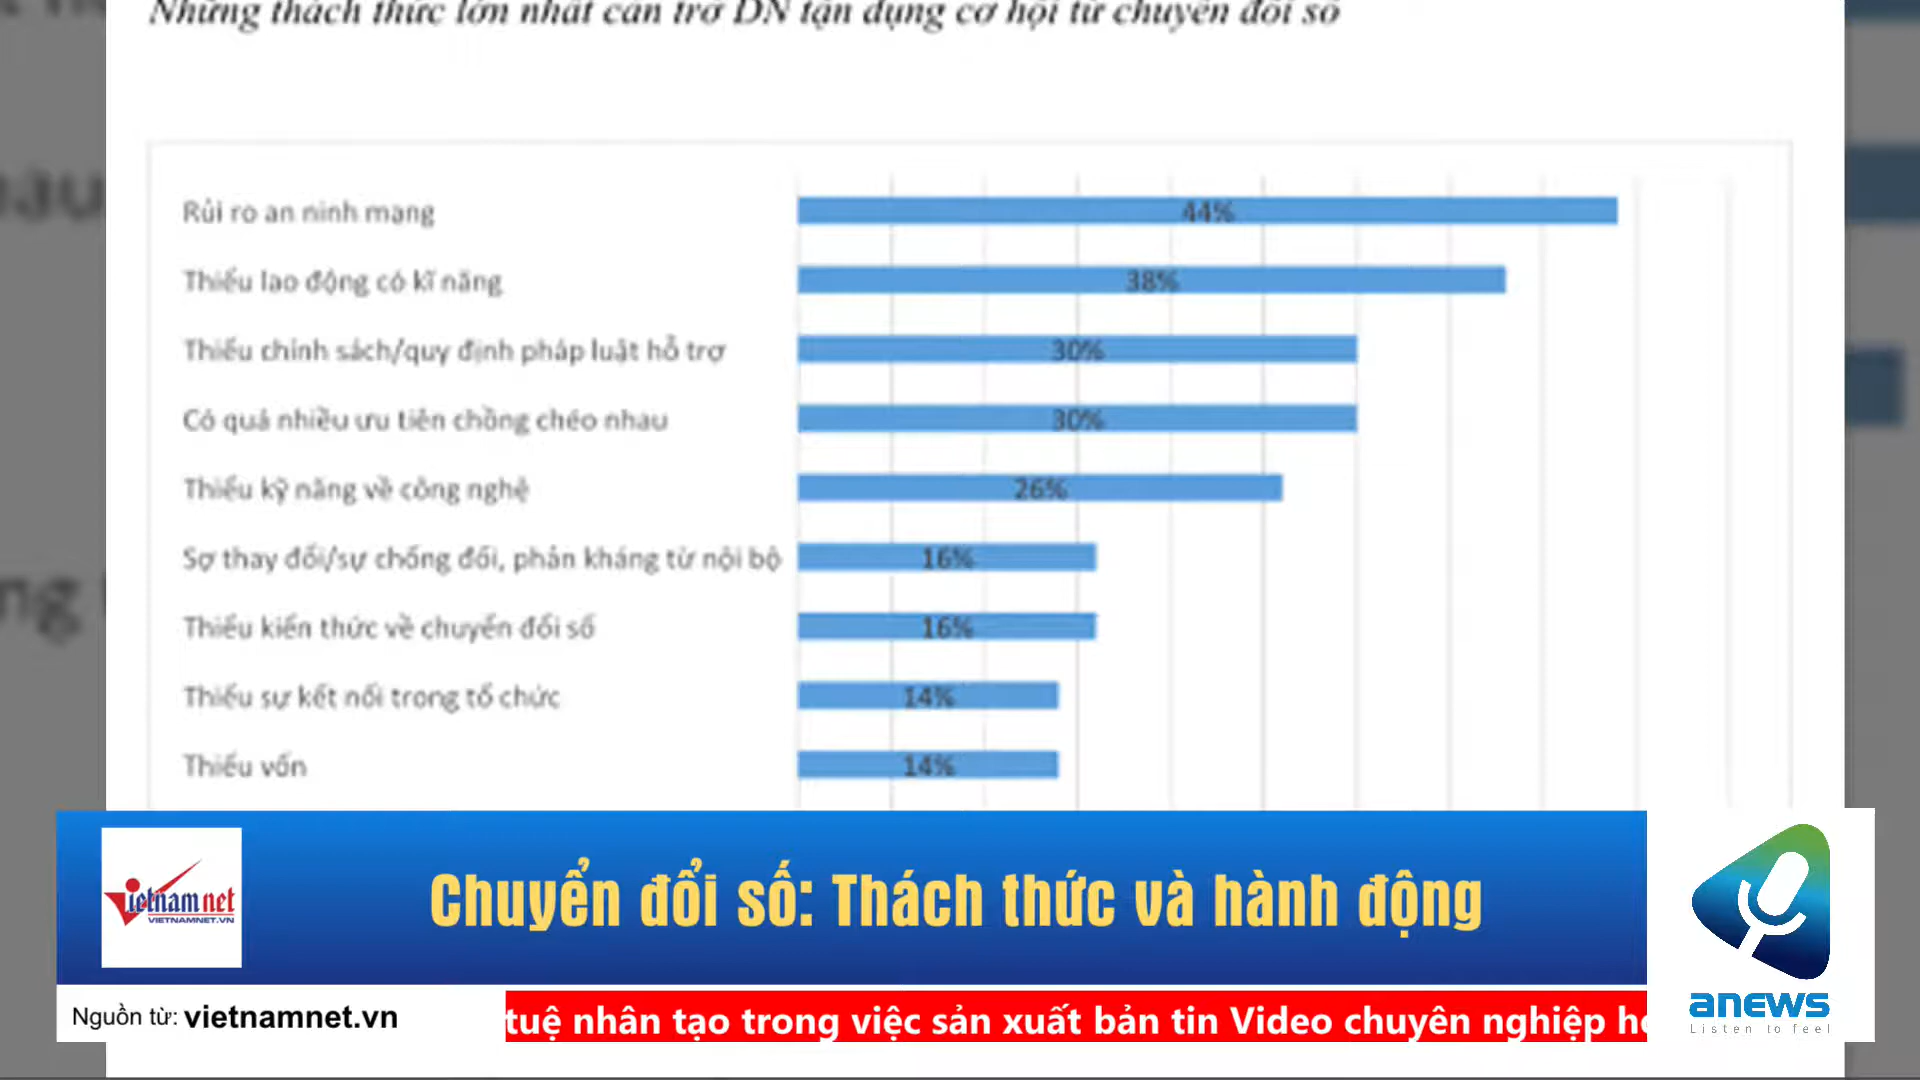 Những thách thức lớn nhất cản trở DN tận dụng cơ hội từ chuyển đổi số
Rủi ro an ninh mạng 44%
Thiếu lao động có kĩ năng 38%
Thiếu chính sách/quy định pháp luật hỗ trợ 30%
Có quá nhiều ưu tiên chồng chéo nhau 30%
Thiếu kỹ năng về công nghệ 26%
Sợ thay đổi/sự chống đối, phản kháng từ nội bộ 16%
Thiếu kiến thức về chuyển đổi số 16%
Thiếu sự kết nối trong tổ chức 14%
Thiếu vốn 14%
Vietnamnet
VIETNAMNET.VN
Chuyển đổi số: Thách thức và hành động
Nguồn từ: vietnamnet.vn
tuệ nhân tạo trong việc sản xuất bản tin Video chuyên nghiệp
anews
Listen to feel